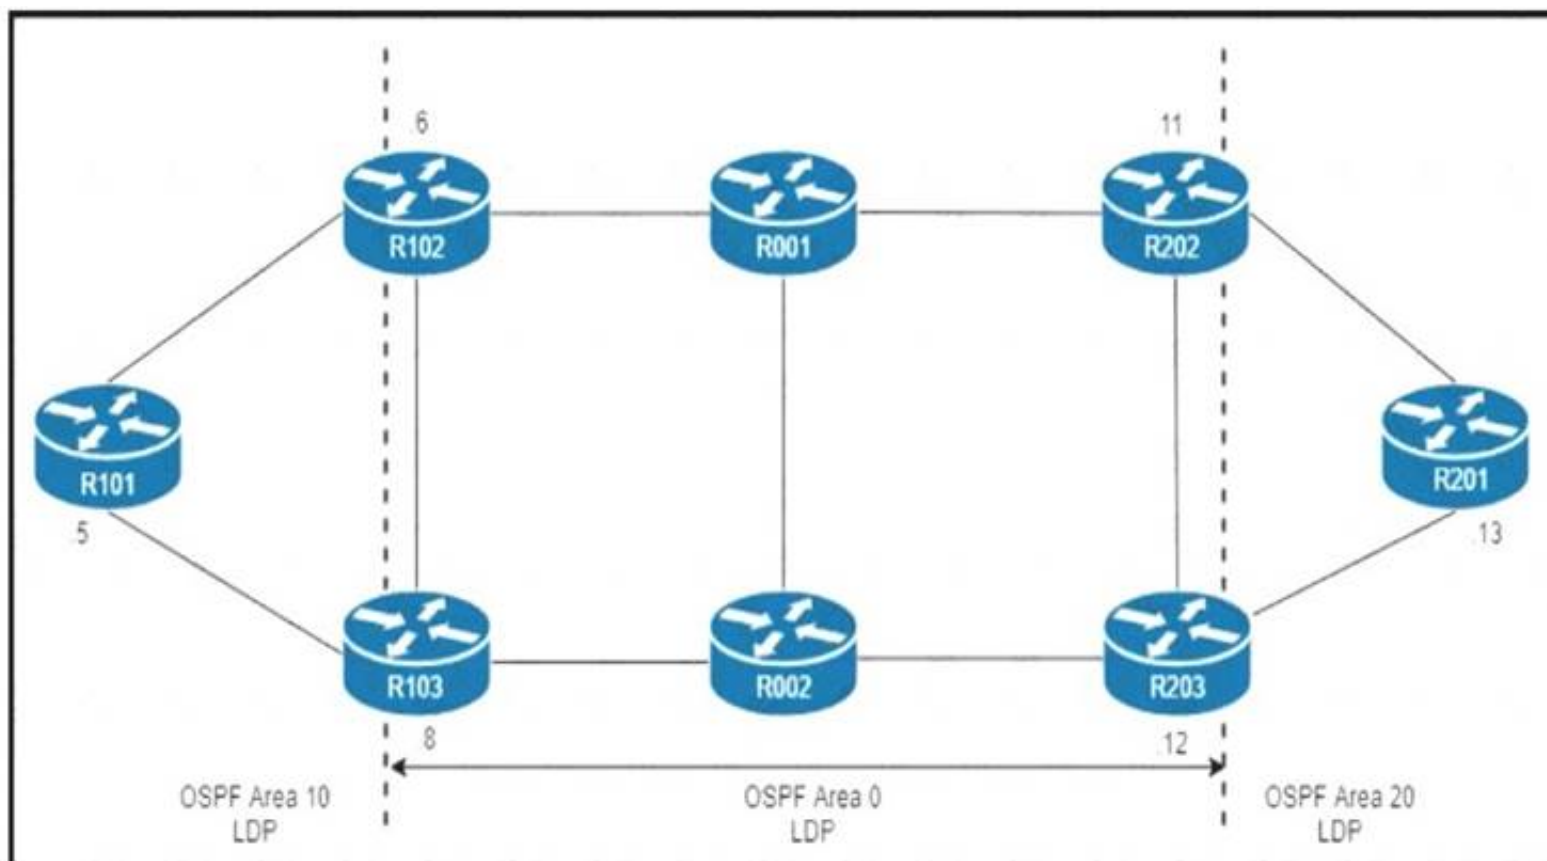 6
11
R102
R001
R202
R101
R201
.5
.13
R103
R002
R203
8
.12
OSPF Area 10
LDP
OSPF Area 0
LDP
OSPF Area 20
LDP